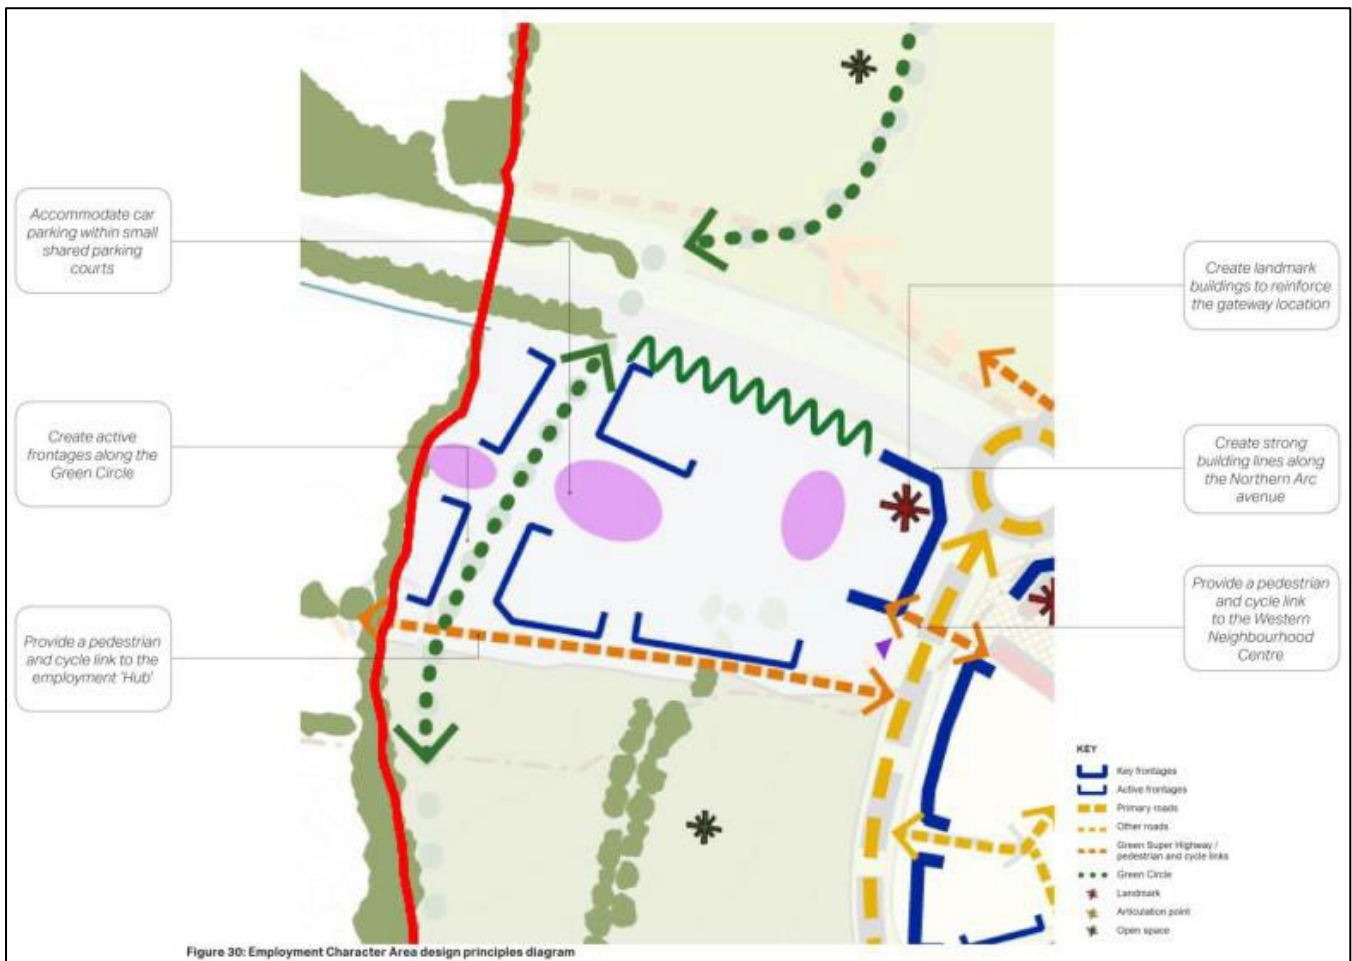 Accommodate car
parking within small
shared parking
courts
Create active
frontages along the
Green Circle
Provide a pedestrian
and cycle link to the
employment 'Hub'
Create landmark
buildings to reinforce
the gateway location
Create strong
building lines along
the Northern Arc
avenue
Provide a pedestrian
and cycle link
to the Western
Neighbourhood
Centre
KEY
Key frontages
Active frontages
Primary roads
Other roads
Green Super Highway /
pedestrian and cycle links
Green Circle
Landmark
Articulation point
Open space
Figure 30: Employment Character Area design principles diagram